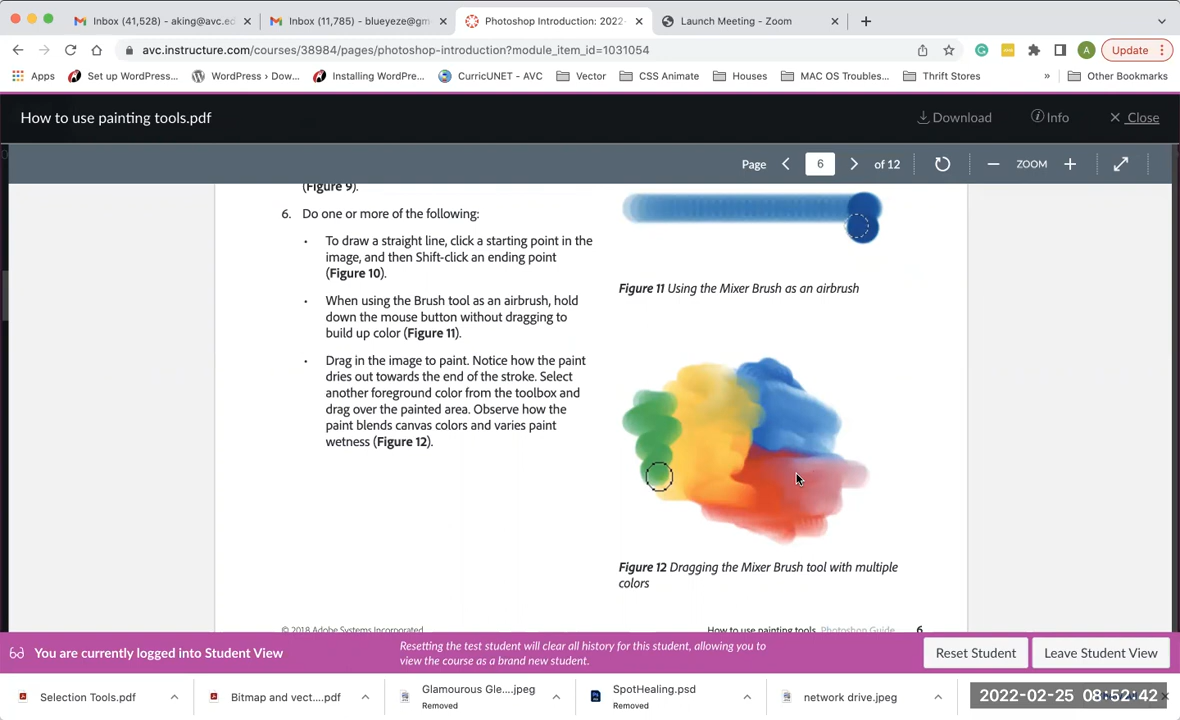 Inbox (41,528) - aking@avc.ed
Inbox (11,785) - blueyeze@gm
Photoshop Introduction: 2022-
Launch Meeting - Zoom
avc.instructure.com/courses/38984/pages/photoshop-introduction?module_item_id=1031054
A
Update
Apps
Set up WordPress...
WordPress › Dow...
Installing WordPre...
CurricUNET - AVC
Vector
CSS Animate
Houses
MAC OS Troubles...
Thrift Stores
»
Other Bookmarks
How to use painting tools.pdf
Download
Info
Close
Page
6
of 12
ZOOM
(Figure 9).
6. Do one or more of the following:
· To draw a straight line, click a starting point in the
image, and then Shift-click an ending point
(Figure 10).
· When using the Brush tool as an airbrush, hold
down the mouse button without dragging to
build up color (Figure 11).
· Drag in the image to paint. Notice how the paint
dries out towards the end of the stroke. Select
another foreground color from the toolbox and
drag over the painted area. Observe how the
paint blends canvas colors and varies paint
wetness (Figure 12).
Figure 11 Using the Mixer Brush as an airbrush
Figure 12 Dragging the Mixer Brush tool with multiple
colors
© 2018 Adobe Systems Incorporated
How to use painting tools Photoshop Guide 6
You are currently logged into Student View
Resetting the test student will clear all history for this student, allowing you to
view the course as a brand new student.
Reset Student
Leave Student View
Selection Tools.pdf
Bitmap and vect....pdf
Glamourous Gle....jpeg
Removed
SpotHealing.psd
Removed
network drive.jpeg
2022-02-25 08:52:42